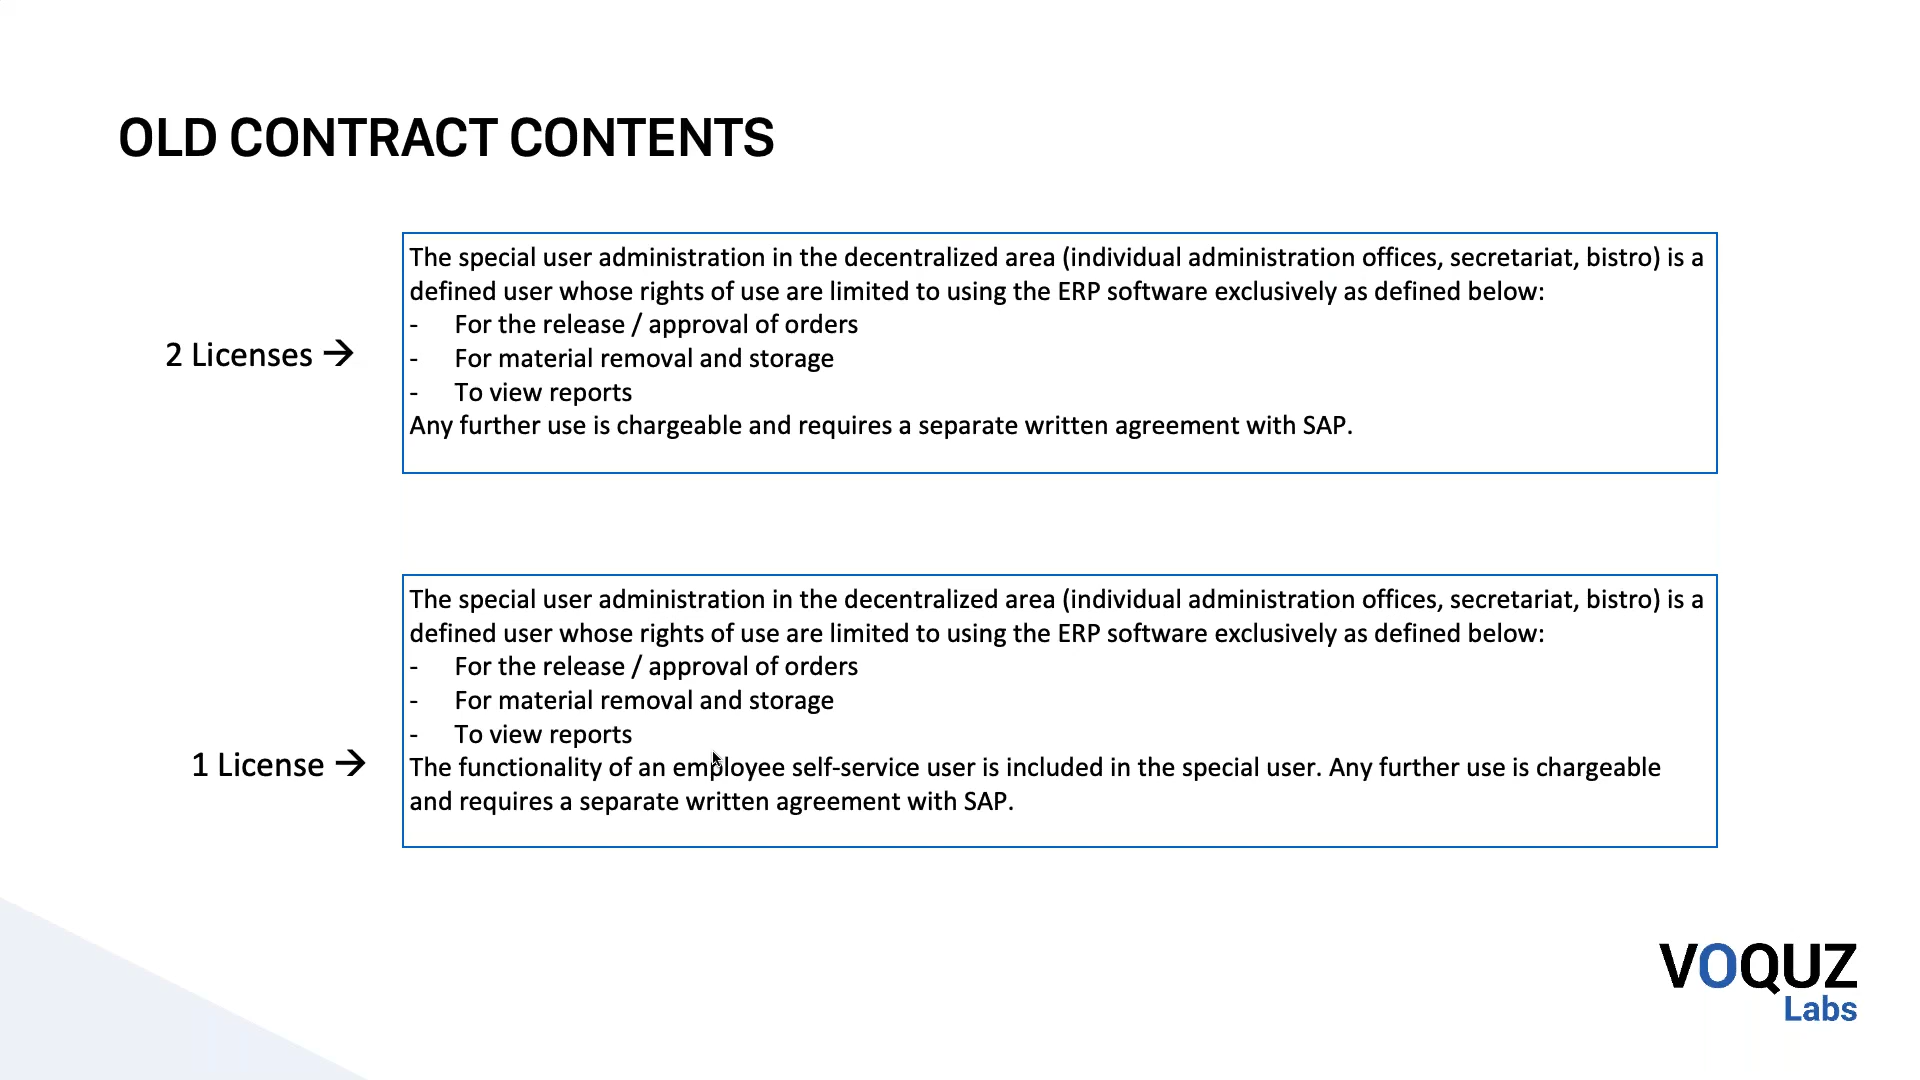 OLD CONTRACT CONTENTS
The special user administration in the decentralized area (individual administration offices, secretariat, bistro) is a
defined user whose rights of use are limited to using the ERP software exclusively as defined below:
- For the release / approval of orders
2 Licenses →
- For material removal and storage
- To view reports
Any further use is chargeable and requires a separate written agreement with SAP.
The special user administration in the decentralized area (individual administration offices, secretariat, bistro) is a
defined user whose rights of use are limited to using the ERP software exclusively as defined below:
- For the release / approval of orders
- For material removal and storage
- To view reports
1 License →
The functionality of an employee self-service user is included in the special user. Any further use is chargeable
and requires a separate written agreement with SAP.
VOQUZ
Labs